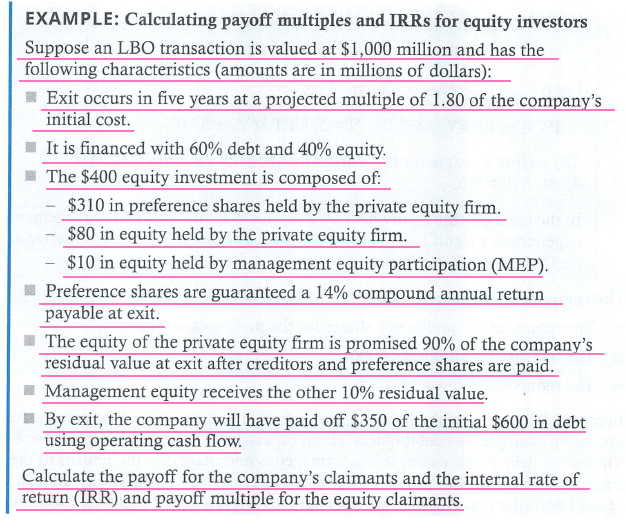 EXAMPLE: Calculating payoff multiples and IRRs for equity investors
Suppose an LBO transaction is valued at $1,000 million and has the
following characteristics (amounts are in millions of dollars):
■ Exit occurs in five years at a projected multiple of 1.80 of the company's
initial cost.
■ It is financed with 60% debt and 40% equity.
■ The $400 equity investment is composed of:
– $310 in preference shares held by the private equity firm.
– $80 in equity held by the private equity firm.
– $10 in equity held by management equity participation (MEP).
■ Preference shares are guaranteed a 14% compound annual return
payable at exit.
■ The equity of the private equity firm is promised 90% of the company's
residual value at exit after creditors and preference shares are paid.
■ Management equity receives the other 10% residual value.
■ By exit, the company will have paid off $350 of the initial $600 in debt
using operating cash flow.
Calculate the payoff for the company's claimants and the internal rate of
return (IRR) and payoff multiple for the equity claimants.